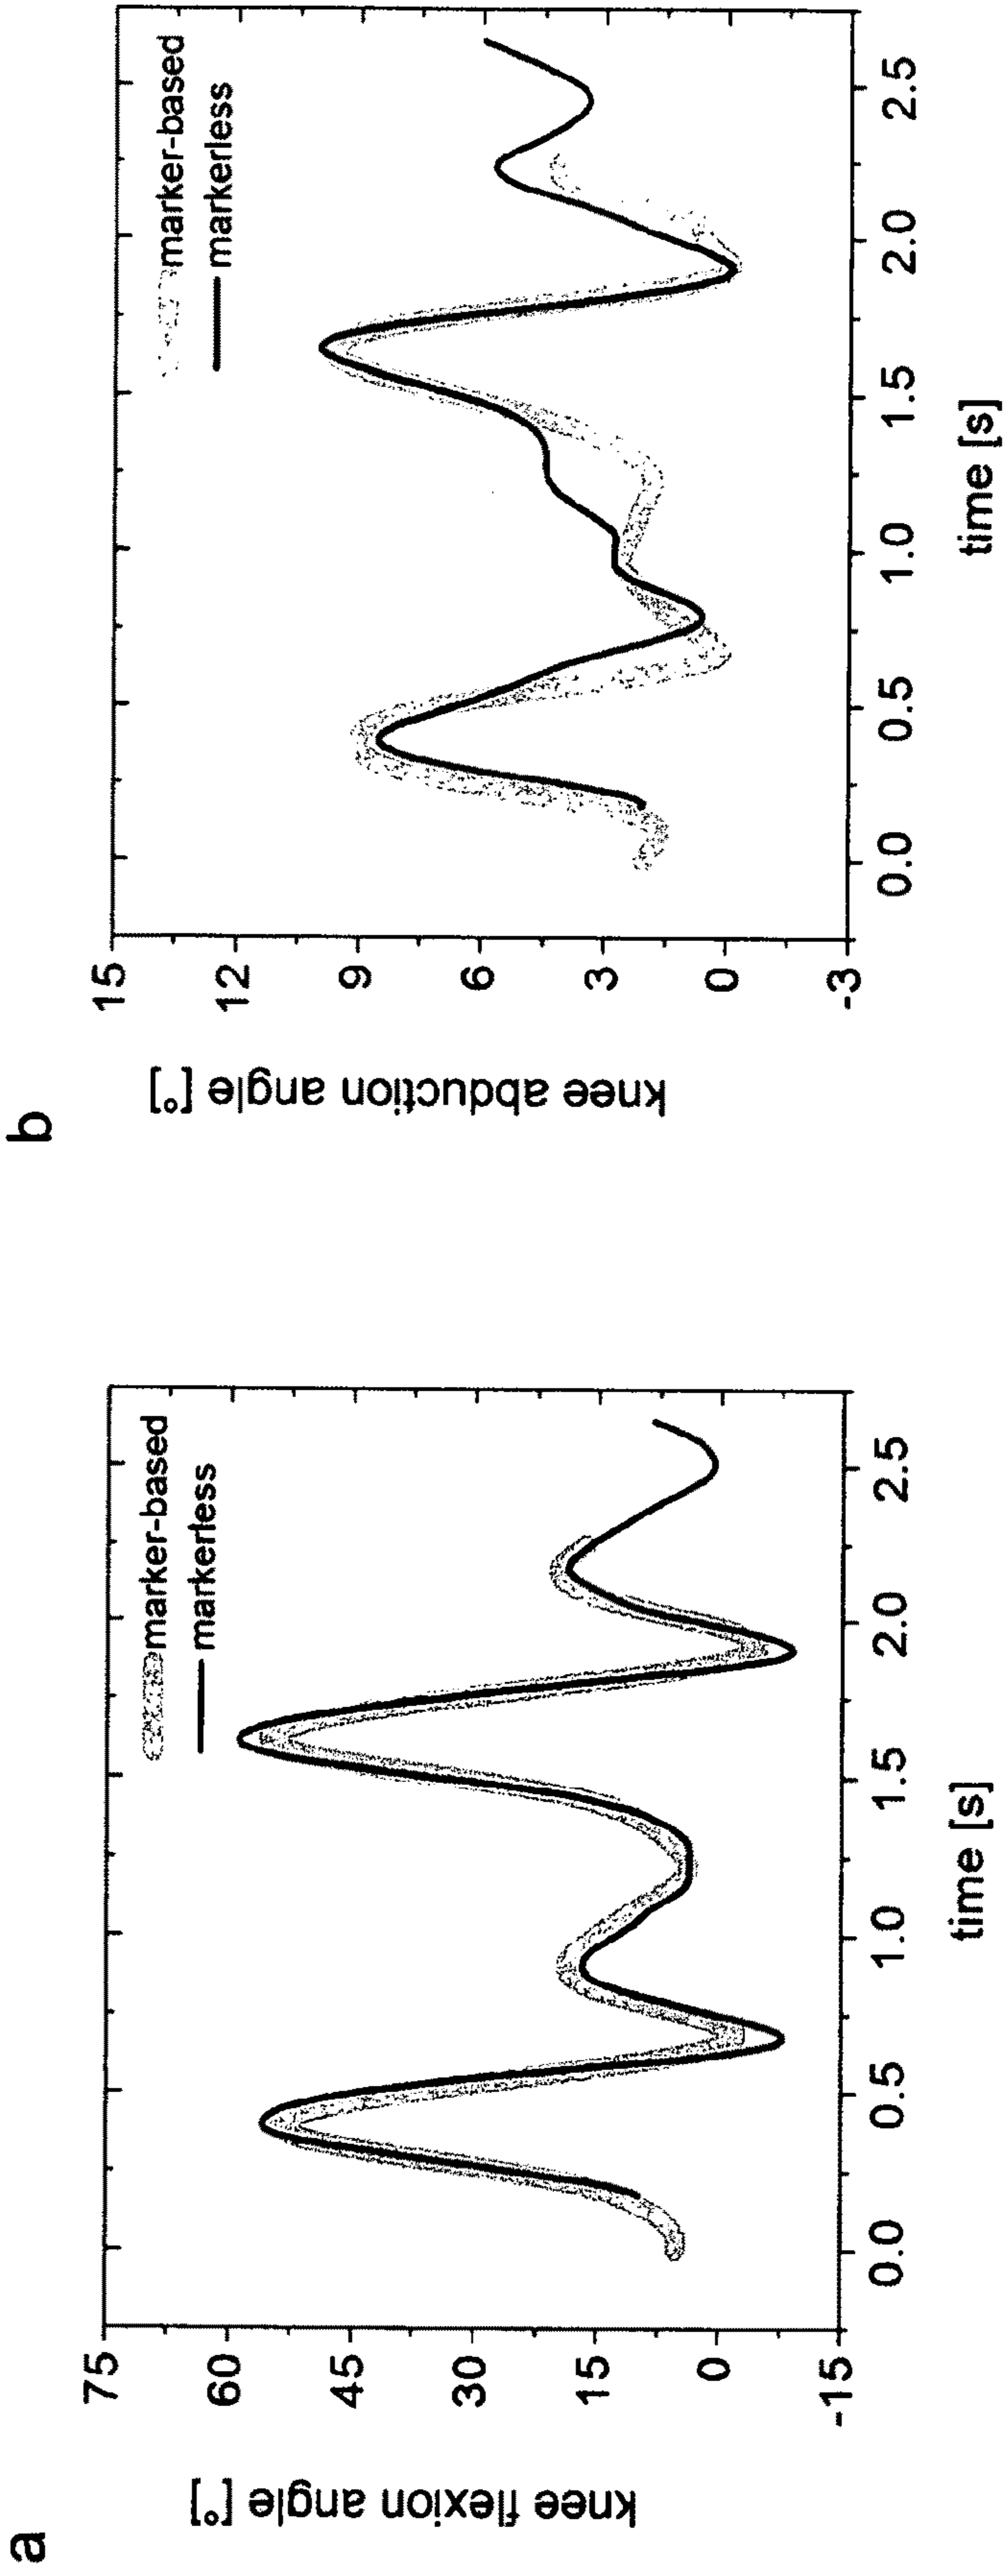 a
knee flexion angle [°]
75
60
45
30
15
0
-15
marker-based
markerless
0.0
0.5
1.0
1.5
2.0
2.5
time [s]
b
knee abduction angle [°]
15
12
9
6
3
0
-3
marker-based
markerless
0.0
0.5
1.0
1.5
2.0
2.5
time [s]